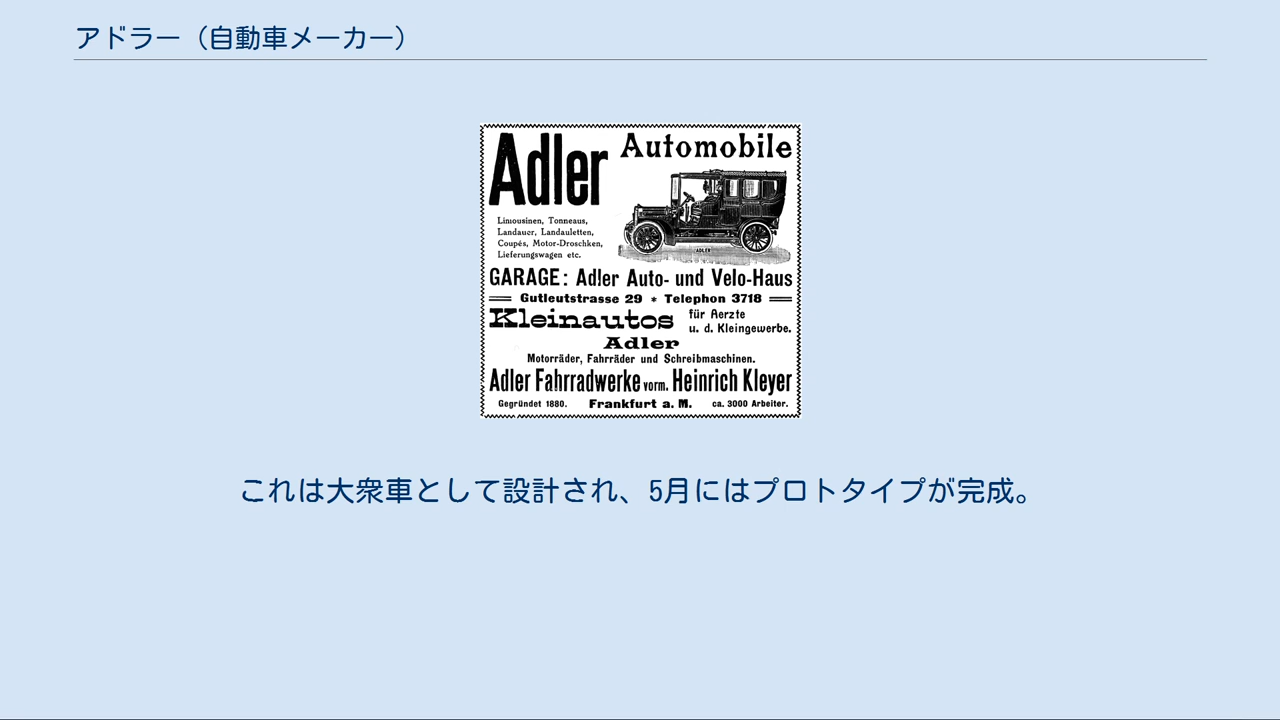 アドラー（自動車メーカー）
Adler Automobile
Limousinen, Tonneaus,
Landauer, Landauletten,
Coupés, Motor-Droschken,
Lieferungswagen etc.
ADLER
GARAGE: Adler Auto- und Velo-Haus
Gutleutstrasse 29 * Telephon 3718
Kleinautos für Aerzte
u. d. Kleingewerbe.
Adler
Motorräder, Fahrräder und Schreibmaschinen.
Adler Fahrradwerke vorm. Heinrich Kleyer
Gegründet 1880. Frankfurt a. M. ca. 3000 Arbeiter.
これは大衆車として設計され、5月にはプロトタイプが完成。